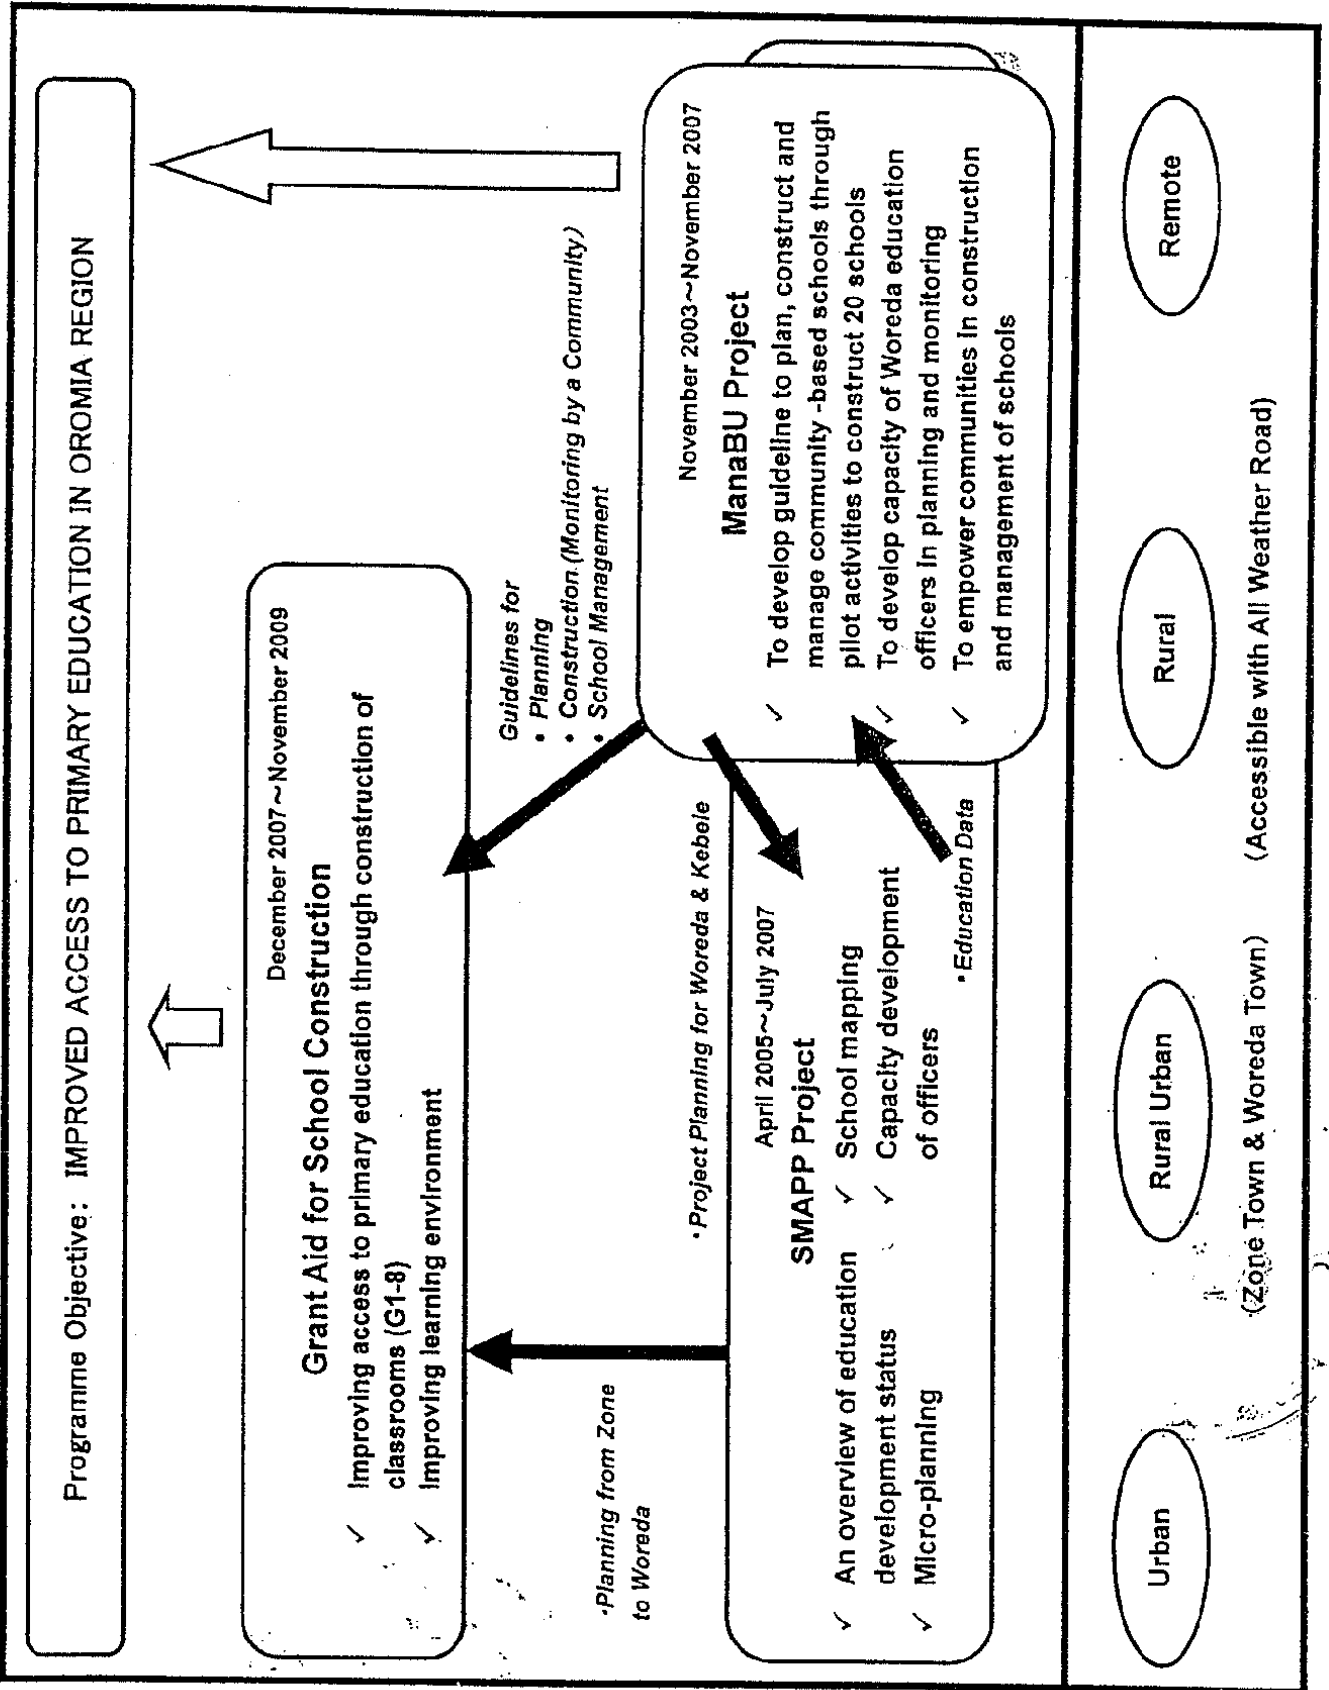 Programme Objective: IMPROVED ACCESS TO PRIMARY EDUCATION IN OROMIA REGION
December 2007~November 2009
Grant Aid for School Construction
✓ Improving access to primary education through construction of
classrooms (G1-8)
✓ Improving learning environment
•Planning from Zone
to Woreda
Guidelines for
• Planning
• Construction (Monitoring by a Community)
• School Management
•Project Planning for Woreda & Kebele
April 2005~July 2007
SMAPP Project
✓ An overview of education
development status
✓ Micro-planning
✓ School mapping
✓ Capacity development
of officers
•Education Data
November 2003~November 2007
ManaBU Project
✓ To develop guideline to plan, construct and
manage community -based schools through
pilot activities to construct 20 schools
✓ To develop capacity of Woreda education
officers in planning and monitoring
✓ To empower communities in construction
and management of schools
Urban
Rural Urban
Rural
Remote
(Zone Town & Woreda Town)
(Accessible with All Weather Road)